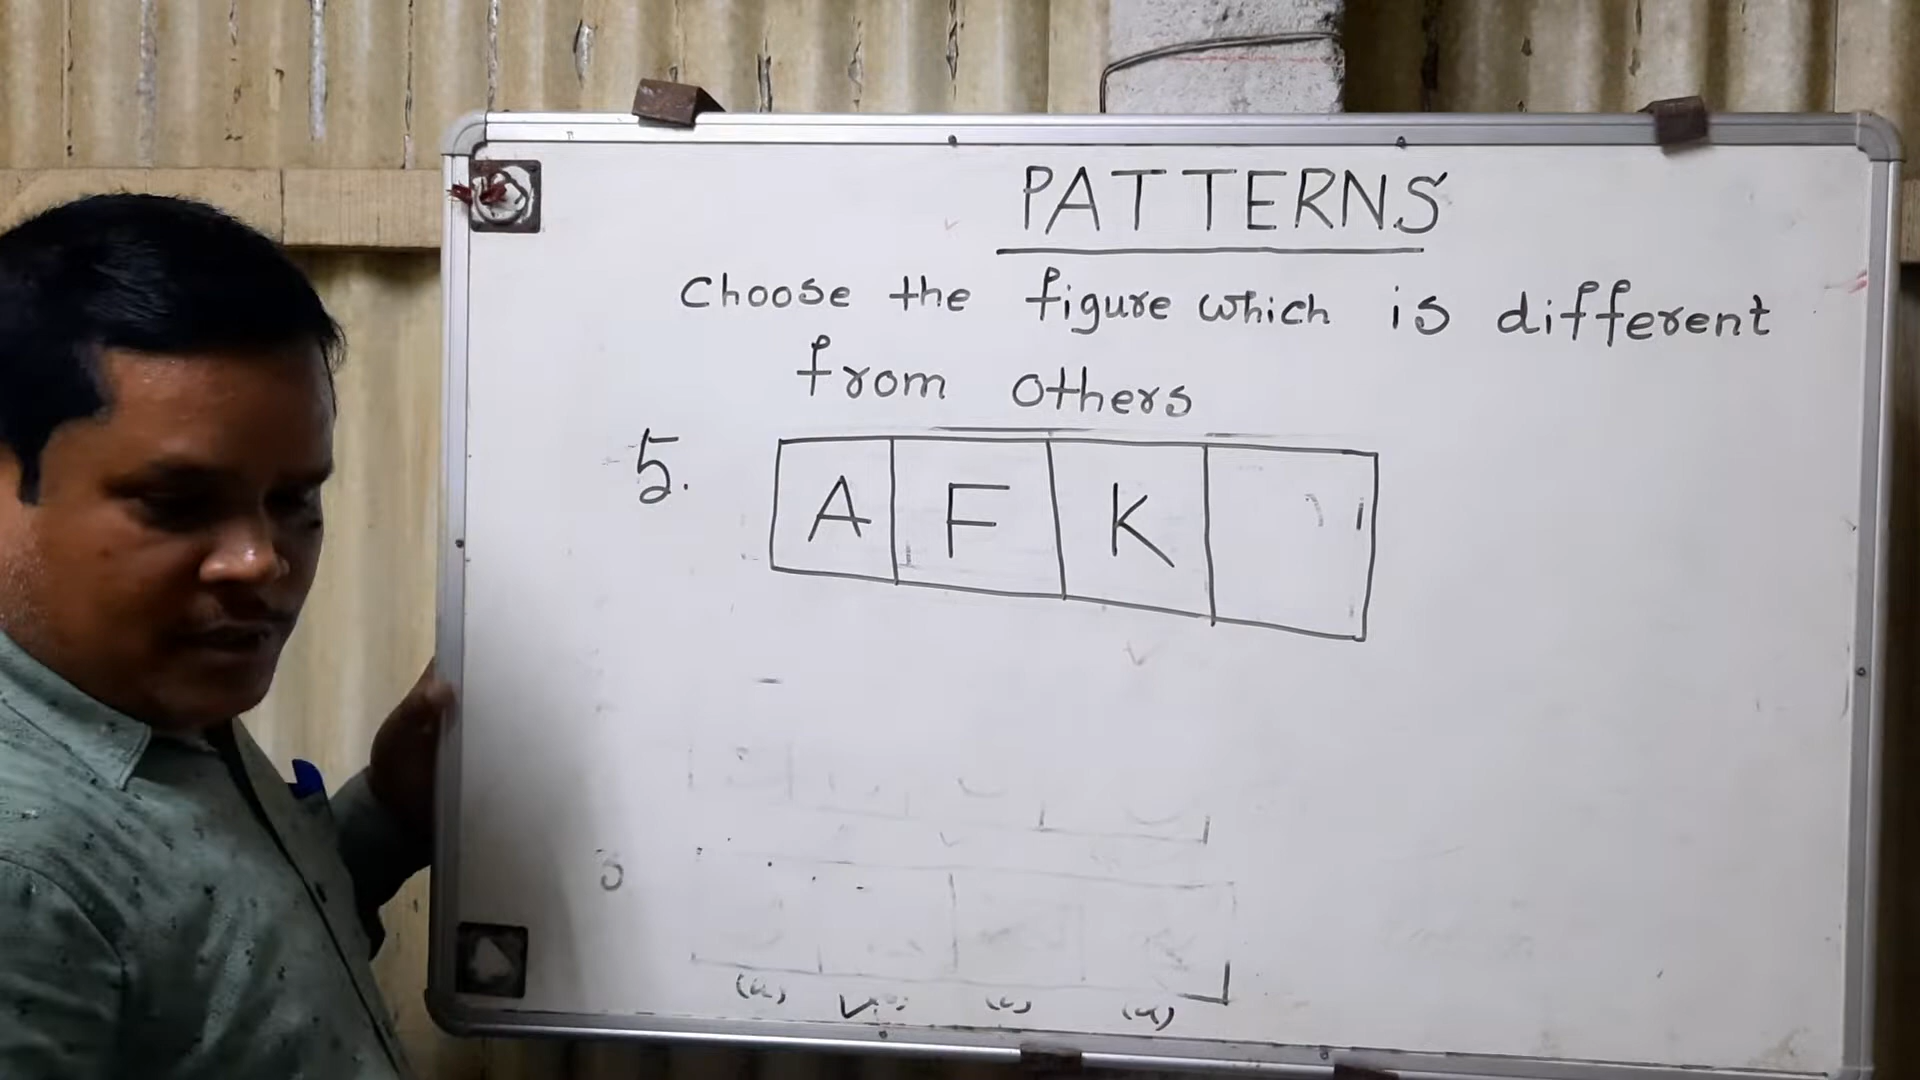 PATTERNS
Choose the figure which is different
from others
5.
A F K
(a) (c) (d)